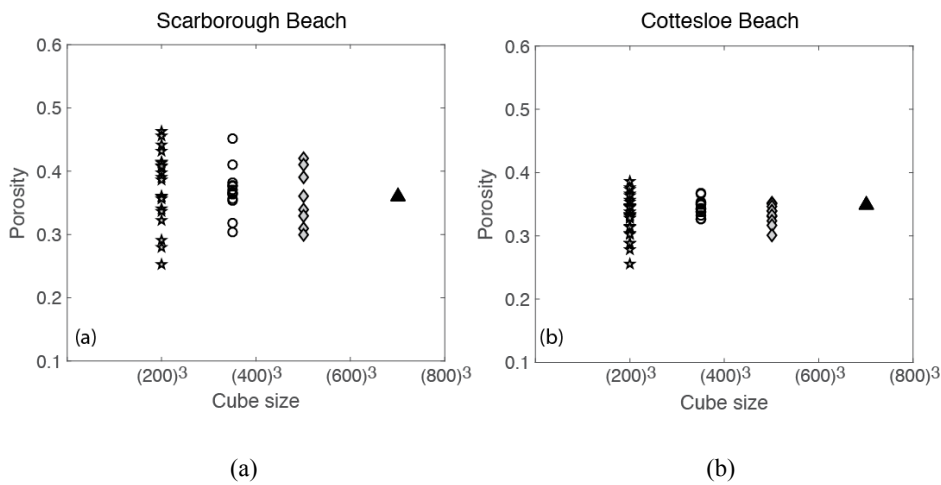 Scarborough Beach
0.6
0.5
0.4
0.3
0.2
0.1
Porosity
(a)
(200)3 (400)3 (600)3 (800)3
Cube size
(a)
Cottesloe Beach
0.6
0.5
0.4
0.3
0.2
0.1
Porosity
(b)
(200)3 (400)3 (600)3 (800)3
Cube size
(b)